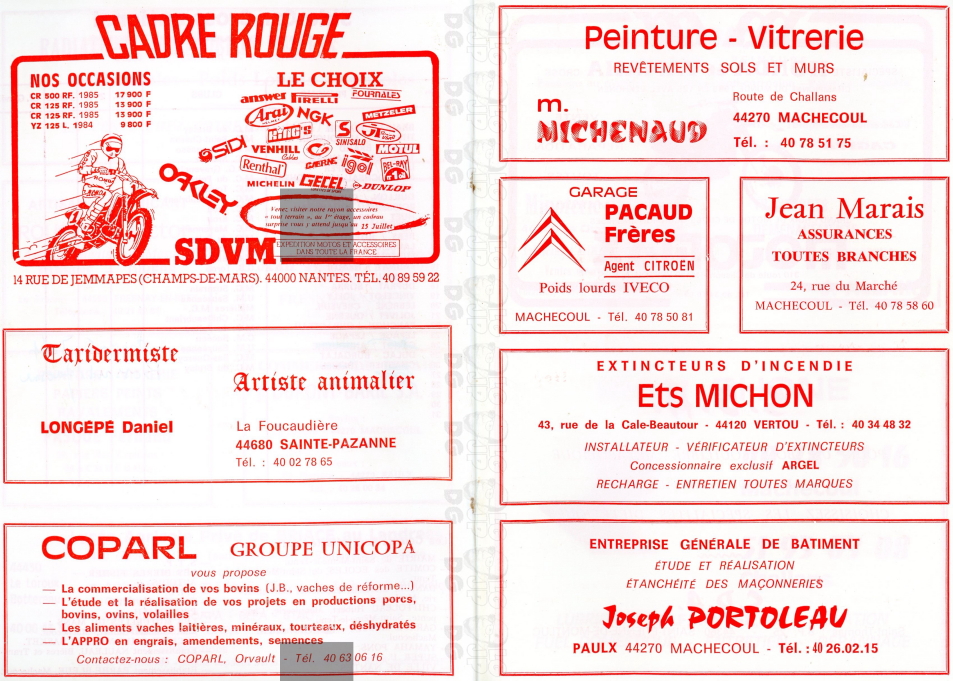 CADRE ROUGE
NOS OCCASIONS
CR 500 RF. 1985 17 900 F
CR 125 RF. 1985 13 900 F
CR 125 RF. 1985 13 900 F
YZ 125 L. 1984 9 800 F
LE CHOIX
answer PIRELLI FOURNALES
Arai NGK METZELER
KING'S SINISALO
SIDI VENHILL Cables GAERNE igol MOTUL
Renthal BEL-RAY
OAKLEY MICHELIN GECEL DUNLOP
Venez visiter notre rayon accessoires
« tout terrain », au 1er étage, un cadeau
surprise vous y attend jusqu'au 15 Juillet
SDVM
EXPEDITION MOTOS ET ACCESSOIRES
DANS TOUTE LA FRANCE
14 RUE DE JEMMAPES (CHAMPS-DE-MARS). 44000 NANTES. TÉL. 40 89 59 22
Taxidermiste
Artiste animalier
LONGÉPÉ Daniel
La Foucaudière
44680 SAINTE-PAZANNE
Tél. : 40 02 78 65
COPARL GROUPE UNICOPA
vous propose
— La commercialisation de vos bovins (J.B., vaches de réforme...)
— L'étude et la réalisation de vos projets en productions porcs,
bovins, ovins, volailles
— Les aliments vaches laitières, minéraux, tourteaux, déshydratés
— L'APPRO en engrais, amendements, semences
Contactez-nous : COPARL, Orvault - Tél. 40 63 06 16
Peinture - Vitrerie
REVÊTEMENTS SOLS ET MURS
m.
MICHENAUD
Route de Challans
44270 MACHECOUL
Tél. : 40 78 51 75
GARAGE
PACAUD
Frères
Agent CITROEN
Poids lourds IVECO
MACHECOUL - Tél. 40 78 50 81
Jean Marais
ASSURANCES
TOUTES BRANCHES
24, rue du Marché
MACHECOUL - Tél. 40 78 58 60
EXTINCTEURS D'INCENDIE
Ets MICHON
43, rue de la Cale-Beautour - 44120 VERTOU - Tél. : 40 34 48 32
INSTALLATEUR - VÉRIFICATEUR D'EXTINCTEURS
Concessionnaire exclusif ARGEL
RECHARGE - ENTRETIEN TOUTES MARQUES
ENTREPRISE GÉNÉRALE DE BATIMENT
ÉTUDE ET RÉALISATION
ÉTANCHÉITÉ DES MAÇONNERIES
Joseph PORTOLEAU
PAULX 44270 MACHECOUL - Tél. : 40 26.02.15